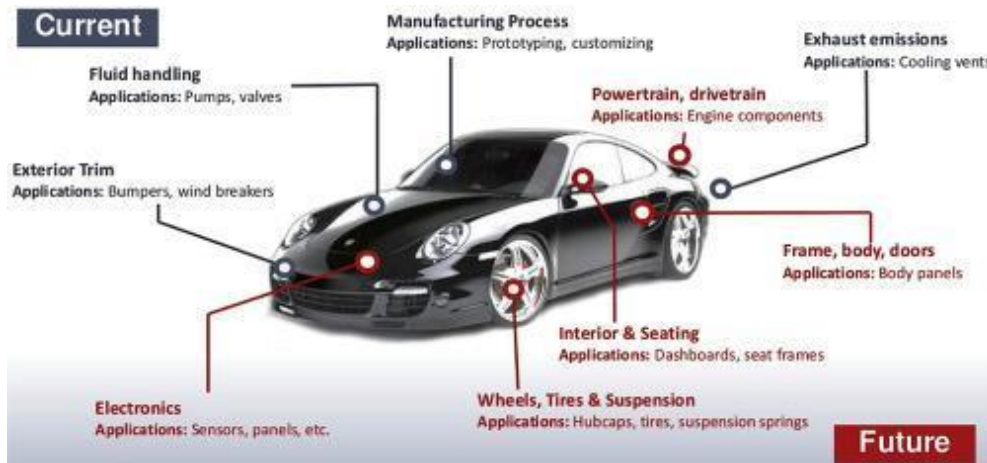 Current
Manufacturing Process
Applications: Prototyping, customizing
Exhaust emissions
Applications: Cooling vents
Fluid handling
Applications: Pumps, valves
Powertrain, drivetrain
Applications: Engine components
Exterior Trim
Applications: Bumpers, wind breakers
Frame, body, doors
Applications: Body panels
Interior & Seating
Applications: Dashboards, seat frames
Electronics
Applications: Sensors, panels, etc.
Wheels, Tires & Suspension
Applications: Hubcaps, tires, suspension springs
Future